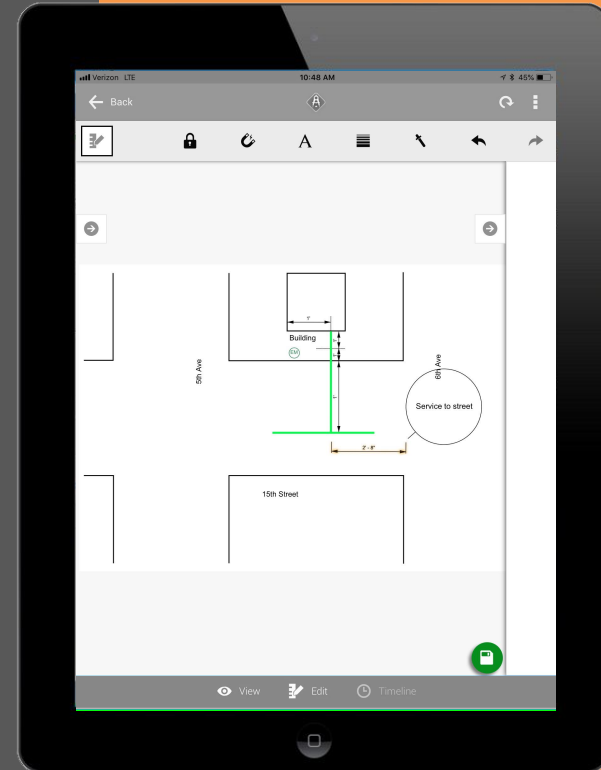 Verizon LTE
10:48 AM
45%
Back
A
Building
EM
5th Ave
6th Ave
Service to street
2' - 6"
15th Street
View
Edit
Timeline